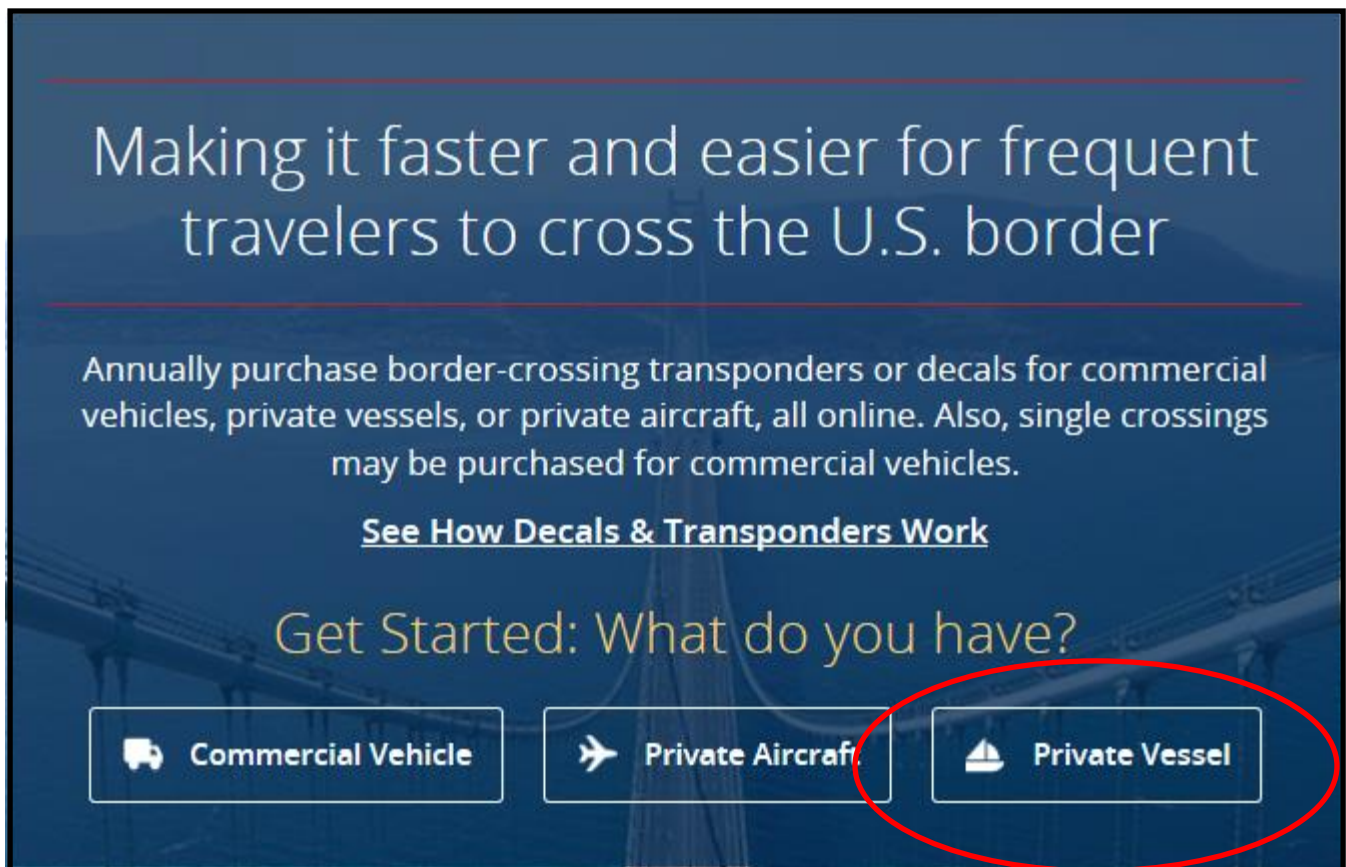 Making it faster and easier for frequent
travelers to cross the U.S. border
Annually purchase border-crossing transponders or decals for commercial
vehicles, private vessels, or private aircraft, all online. Also, single crossings
may be purchased for commercial vehicles.
See How Decals & Transponders Work
Get Started: What do you have?
Commercial Vehicle
Private Aircraft
Private Vessel